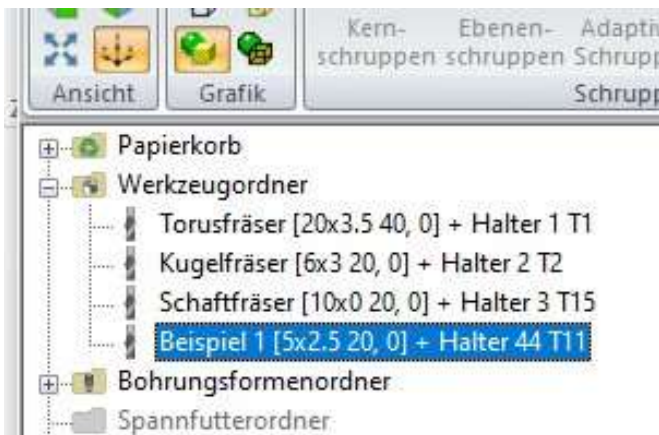 Kern- Ebenen- Adaptiv
schruppen schruppen Schrupp
Ansicht Grafik Schrupp
Papierkorb
Werkzeugordner
Torusfräser [20x3.5 40, 0] + Halter 1 T1
Kugelfräser [6x3 20, 0] + Halter 2 T2
Schaftfräser [10x0 20, 0] + Halter 3 T15
Beispiel 1 [5x2.5 20, 0] + Halter 44 T11
Bohrungsformenordner
Spannfutterordner